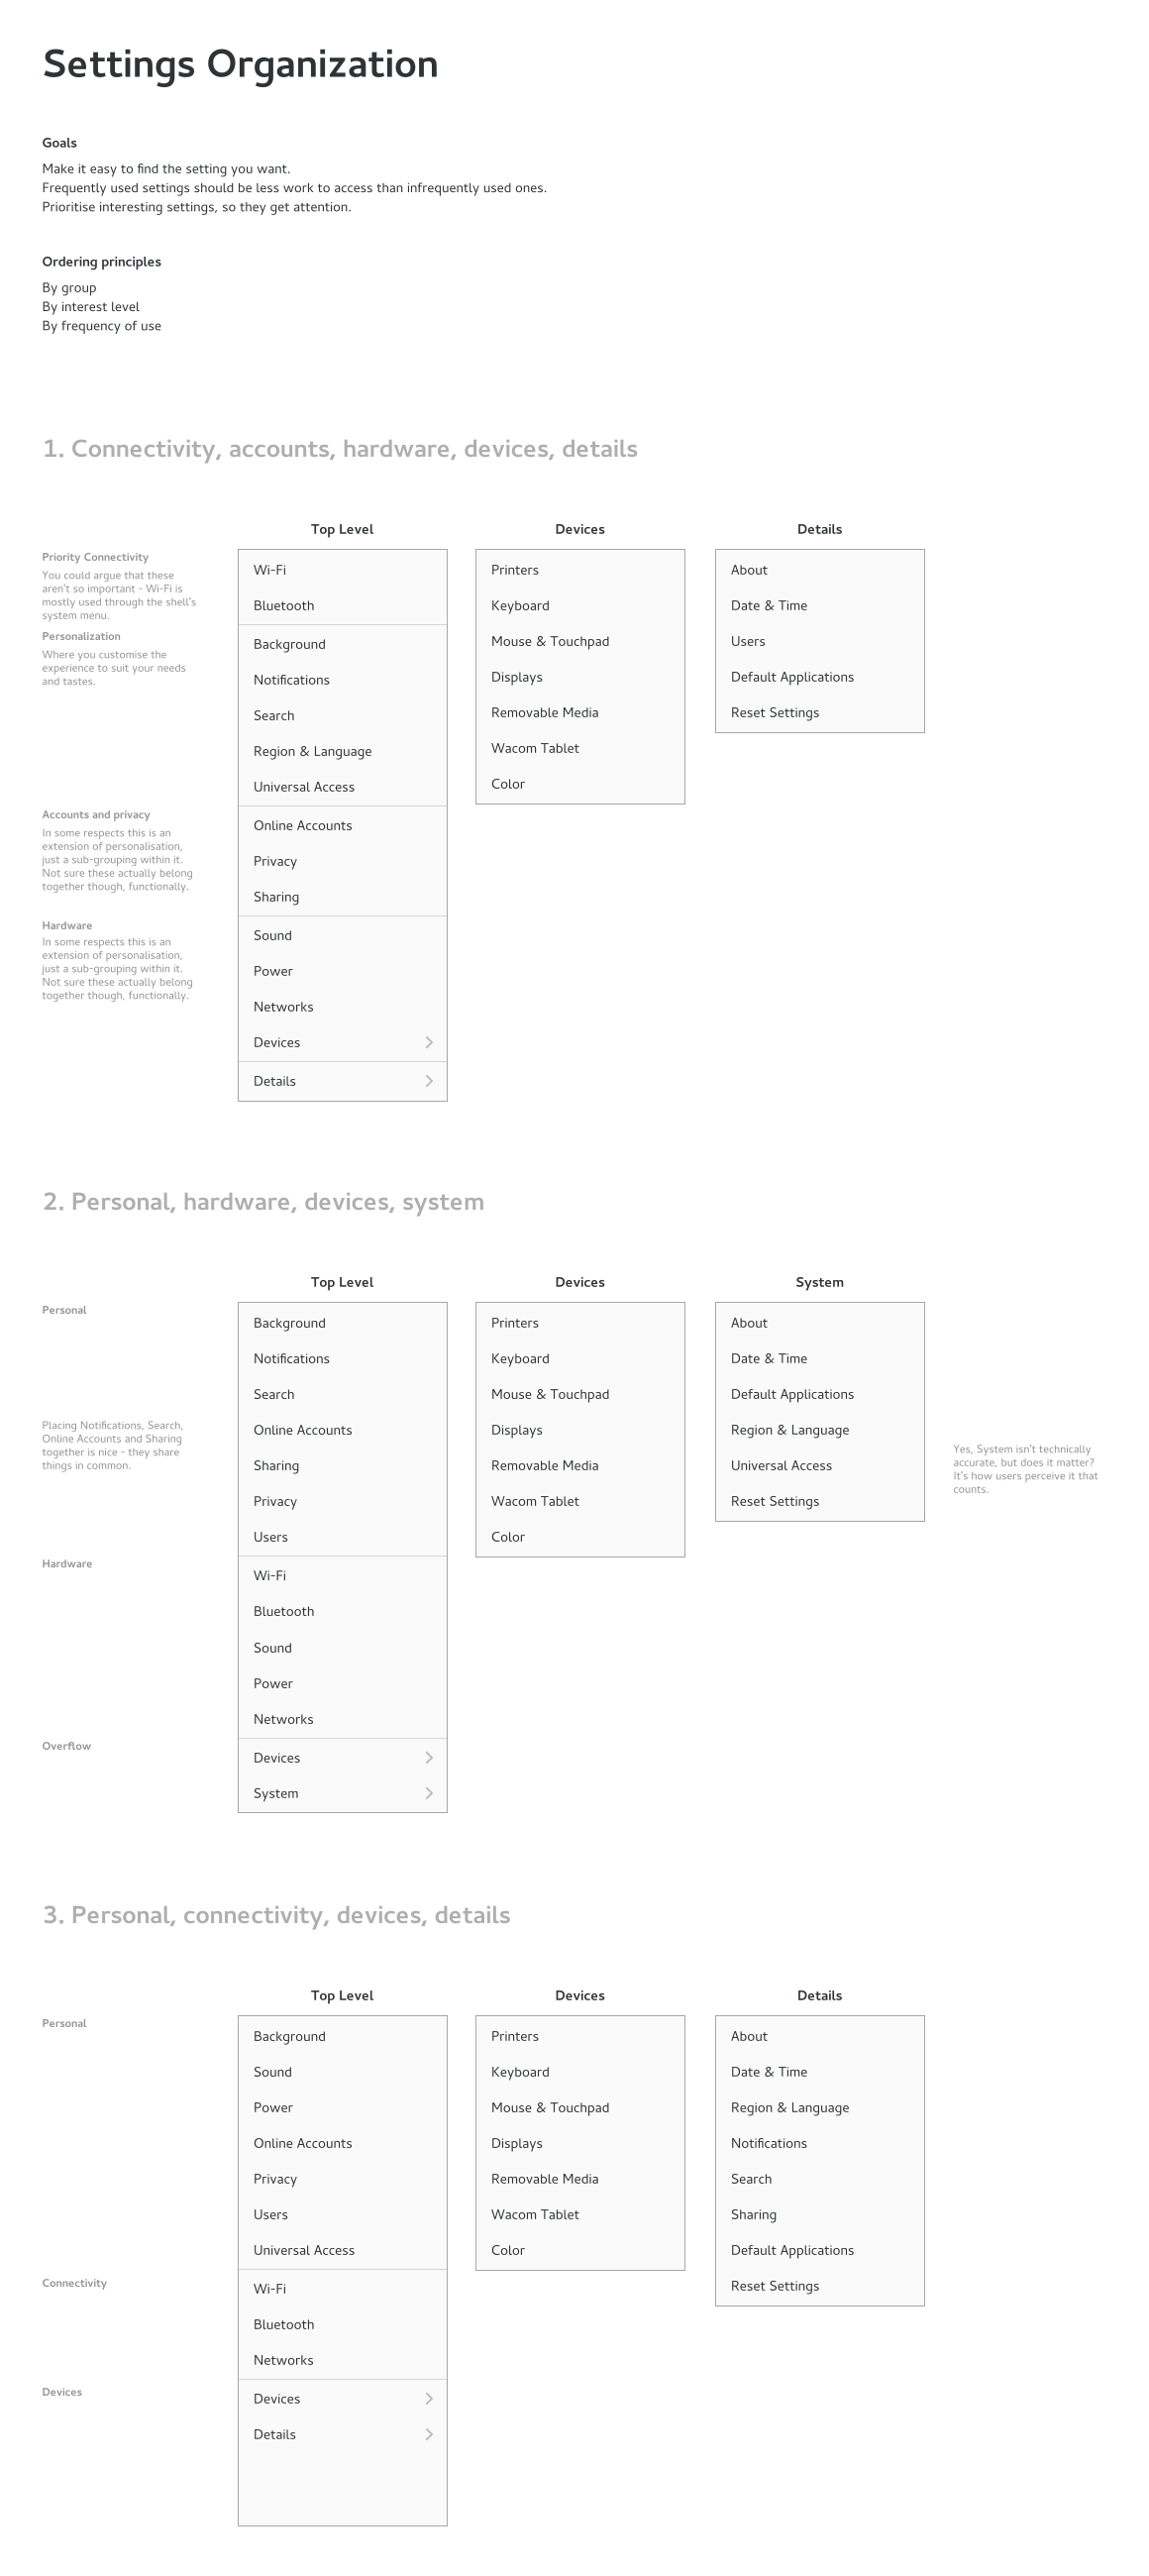 Settings Organization
Goals
Make it easy to find the setting you want.
Frequently used settings should be less work to access than infrequently used ones.
Prioritise interesting settings, so they get attention.
Ordering principles
By group
By interest level
By frequency of use
1. Connectivity, accounts, hardware, devices, details
Priority Connectivity
You could argue that these
aren't so important - Wi-Fi is
mostly used through the shell's
system menu.
Personalization
Where you customise the
experience to suit your needs
and tastes.
Accounts and privacy
In some respects this is an
extension of personalisation,
just a sub-grouping within it.
Not sure these actually belong
together though, functionally.
Hardware
In some respects this is an
extension of personalisation,
just a sub-grouping within it.
Not sure these actually belong
together though, functionally.
Top Level
Wi-Fi
Bluetooth
Background
Notifications
Search
Region & Language
Universal Access
Online Accounts
Privacy
Sharing
Sound
Power
Networks
Devices
Details
Devices
Printers
Keyboard
Mouse & Touchpad
Displays
Removable Media
Wacom Tablet
Color
Details
About
Date & Time
Users
Default Applications
Reset Settings
2. Personal, hardware, devices, system
Personal
Placing Notifications, Search,
Online Accounts and Sharing
together is nice - they share
things in common.
Hardware
Overflow
Top Level
Background
Notifications
Search
Online Accounts
Sharing
Privacy
Users
Wi-Fi
Bluetooth
Sound
Power
Networks
Devices
System
Devices
Printers
Keyboard
Mouse & Touchpad
Displays
Removable Media
Wacom Tablet
Color
System
About
Date & Time
Default Applications
Region & Language
Universal Access
Reset Settings
Yes, System isn't technically
accurate, but does it matter?
It's how users perceive it that
counts.
3. Personal, connectivity, devices, details
Personal
Connectivity
Devices
Top Level
Background
Sound
Power
Online Accounts
Privacy
Users
Universal Access
Wi-Fi
Bluetooth
Networks
Devices
Details
Devices
Printers
Keyboard
Mouse & Touchpad
Displays
Removable Media
Wacom Tablet
Color
Details
About
Date & Time
Region & Language
Notifications
Search
Sharing
Default Applications
Reset Settings